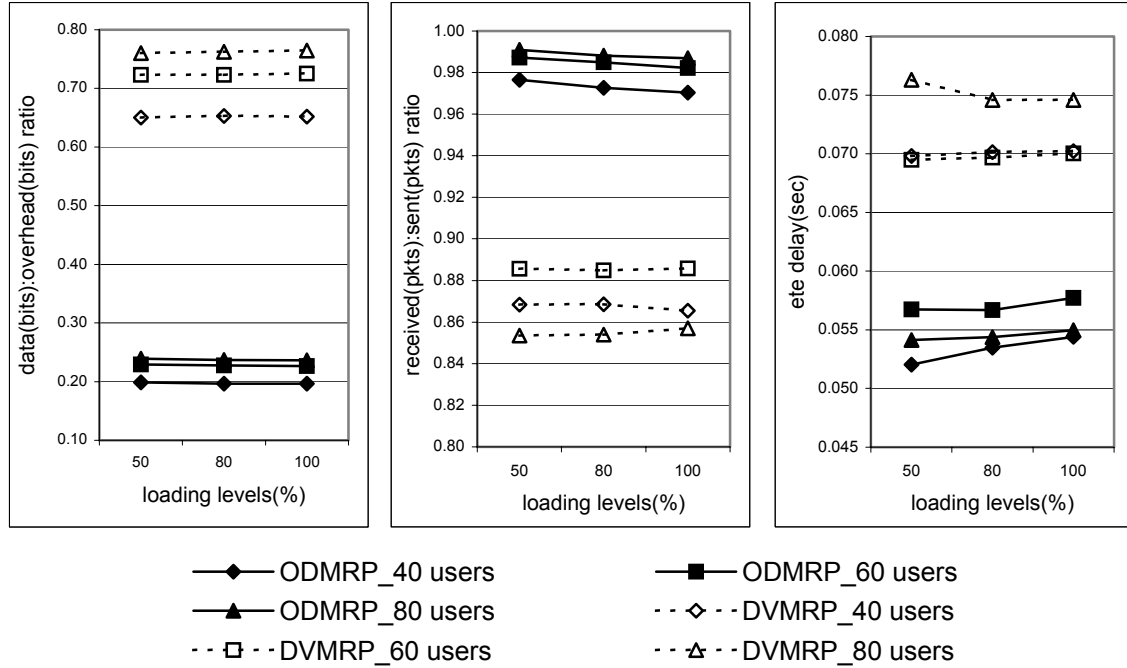 data(bits):overhead(bits) ratio
0.80
0.70
0.60
0.50
0.40
0.30
0.20
0.10
50 80 100
loading levels(%)
received(pkts):sent(pkts) ratio
1.00
0.98
0.96
0.94
0.92
0.90
0.88
0.86
0.84
0.82
0.80
50 80 100
loading levels(%)
ete delay(sec)
0.080
0.075
0.070
0.065
0.060
0.055
0.050
0.045
50 80 100
loading levels(%)
ODMRP_40 users ODMRP_60 users
ODMRP_80 users DVMRP_40 users
DVMRP_60 users DVMRP_80 users